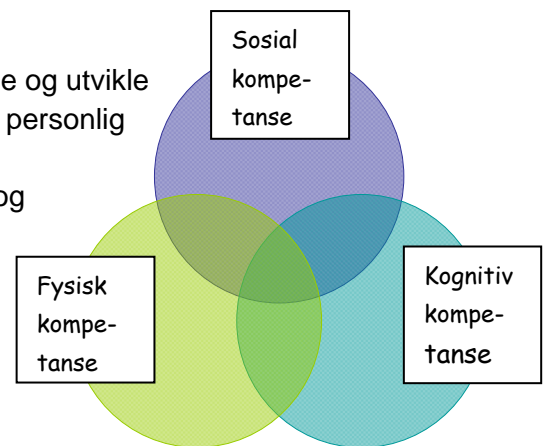 e og utvikle
personlig
og
Sosial
kompe-
tanse
Fysisk
kompe-
tanse
Kognitiv
kompe-
tanse